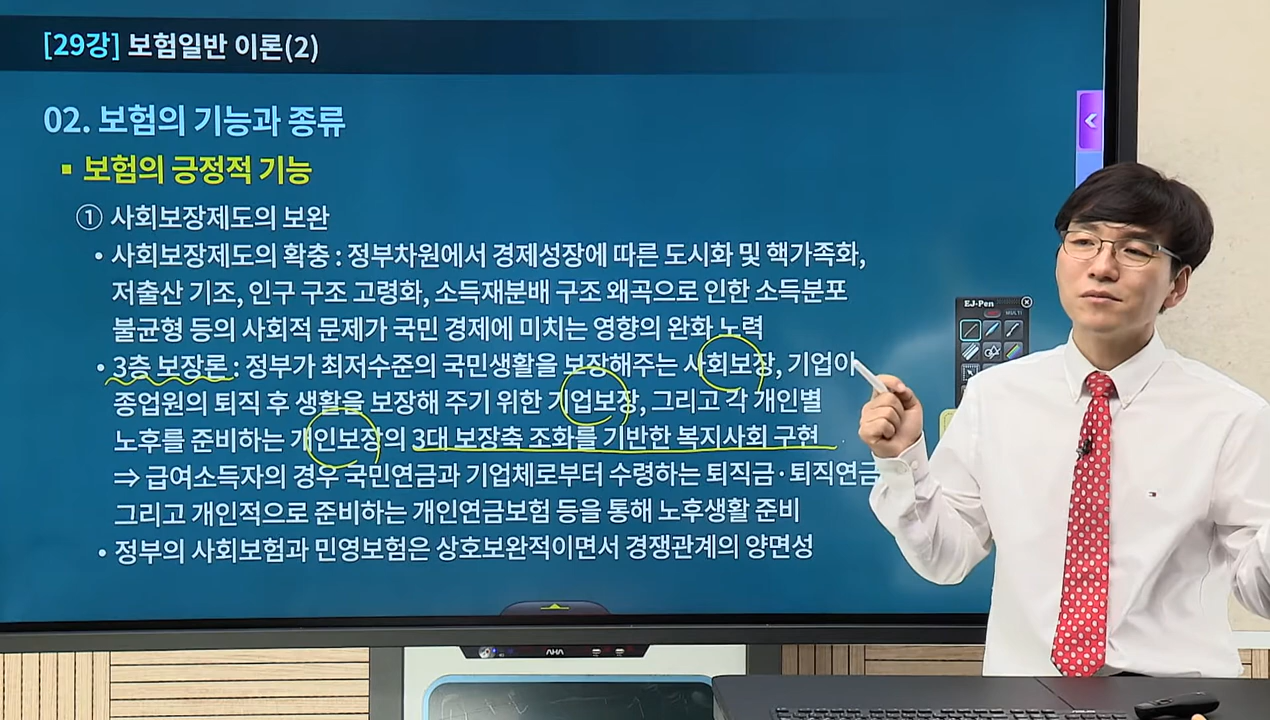 [29강] 보험일반 이론(2)
02. 보험의 기능과 종류
▪ 보험의 긍정적 기능
① 사회보장제도의 보완
• 사회보장제도의 확충 : 정부차원에서 경제성장에 따른 도시화 및 핵가족화,
저출산 기조, 인구 구조 고령화, 소득재분배 구조 왜곡으로 인한 소득분포
불균형 등의 사회적 문제가 국민 경제에 미치는 영향의 완화 노력
• 3층 보장론 : 정부가 최저수준의 국민생활을 보장해주는 사회보장, 기업이
종업원의 퇴직 후 생활을 보장해 주기 위한 기업보장, 그리고 각 개인별
노후를 준비하는 개인보장의 3대 보장축 조화를 기반한 복지사회 구현
⇒ 급여소득자의 경우 국민연금과 기업체로부터 수령하는 퇴직금·퇴직연금
그리고 개인적으로 준비하는 개인연금보험 등을 통해 노후생활 준비
• 정부의 사회보험과 민영보험은 상호보완적이면서 경쟁관계의 양면성
EJ-Pen
MULTI
AHA